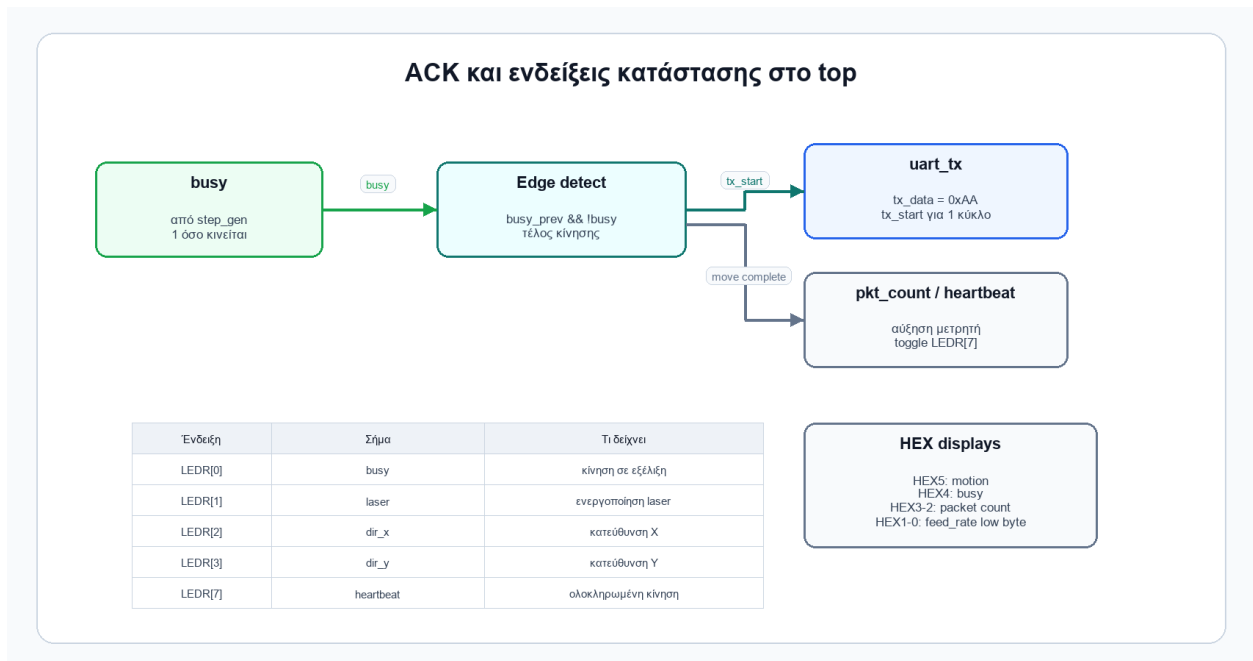 ACK και ενδείξεις κατάστασης στο top
busy
από step_gen
1 όσο κινείται
busy
Edge detect
busy_prev && !busy
τέλος κίνησης
tx_start
uart_tx
tx_data = 0xAA
tx_start για 1 κύκλο
move complete
pkt_count / heartbeat
αύξηση μετρητή
toggle LEDR[7]
Ένδειξη Σήμα Τι δείχνει
LEDR[0] busy κίνηση σε εξέλιξη
LEDR[1] laser ενεργοποίηση laser
LEDR[2] dir_x κατεύθυνση X
LEDR[3] dir_y κατεύθυνση Y
LEDR[7] heartbeat ολοκληρωμένη κίνηση
HEX displays
HEX5: motion
HEX4: busy
HEX3-2: packet count
HEX1-0: feed_rate low byte